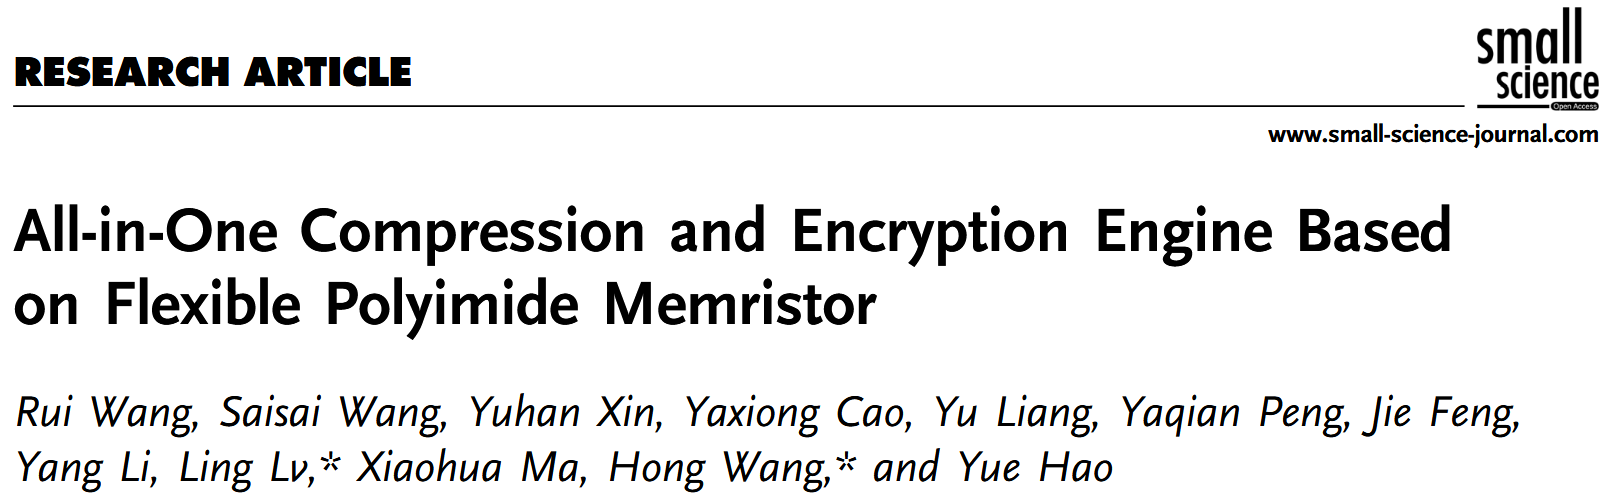 RESEARCH ARTICLE
small
science
Open Access
www.small-science-journal.com
All-in-One Compression and Encryption Engine Based
on Flexible Polyimide Memristor
Rui Wang, Saisai Wang, Yuhan Xin, Yaxiong Cao, Yu Liang, Yaqian Peng, Jie Feng,
Yang Li, Ling Lv,* Xiaohua Ma, Hong Wang,* and Yue Hao